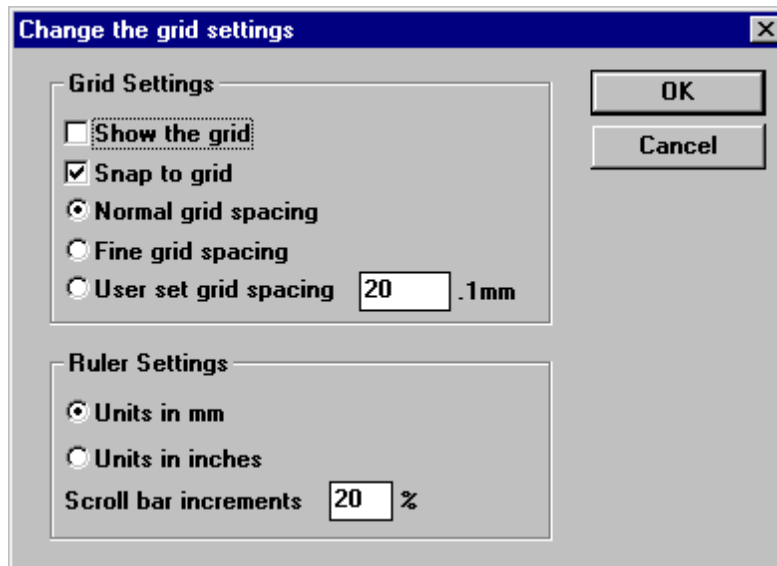 Change the grid settings
Grid Settings
Show the grid
Snap to grid
Normal grid spacing
Fine grid spacing
User set grid spacing 20 .1mm
OK
Cancel
Ruler Settings
Units in mm
Units in inches
Scroll bar increments 20 %